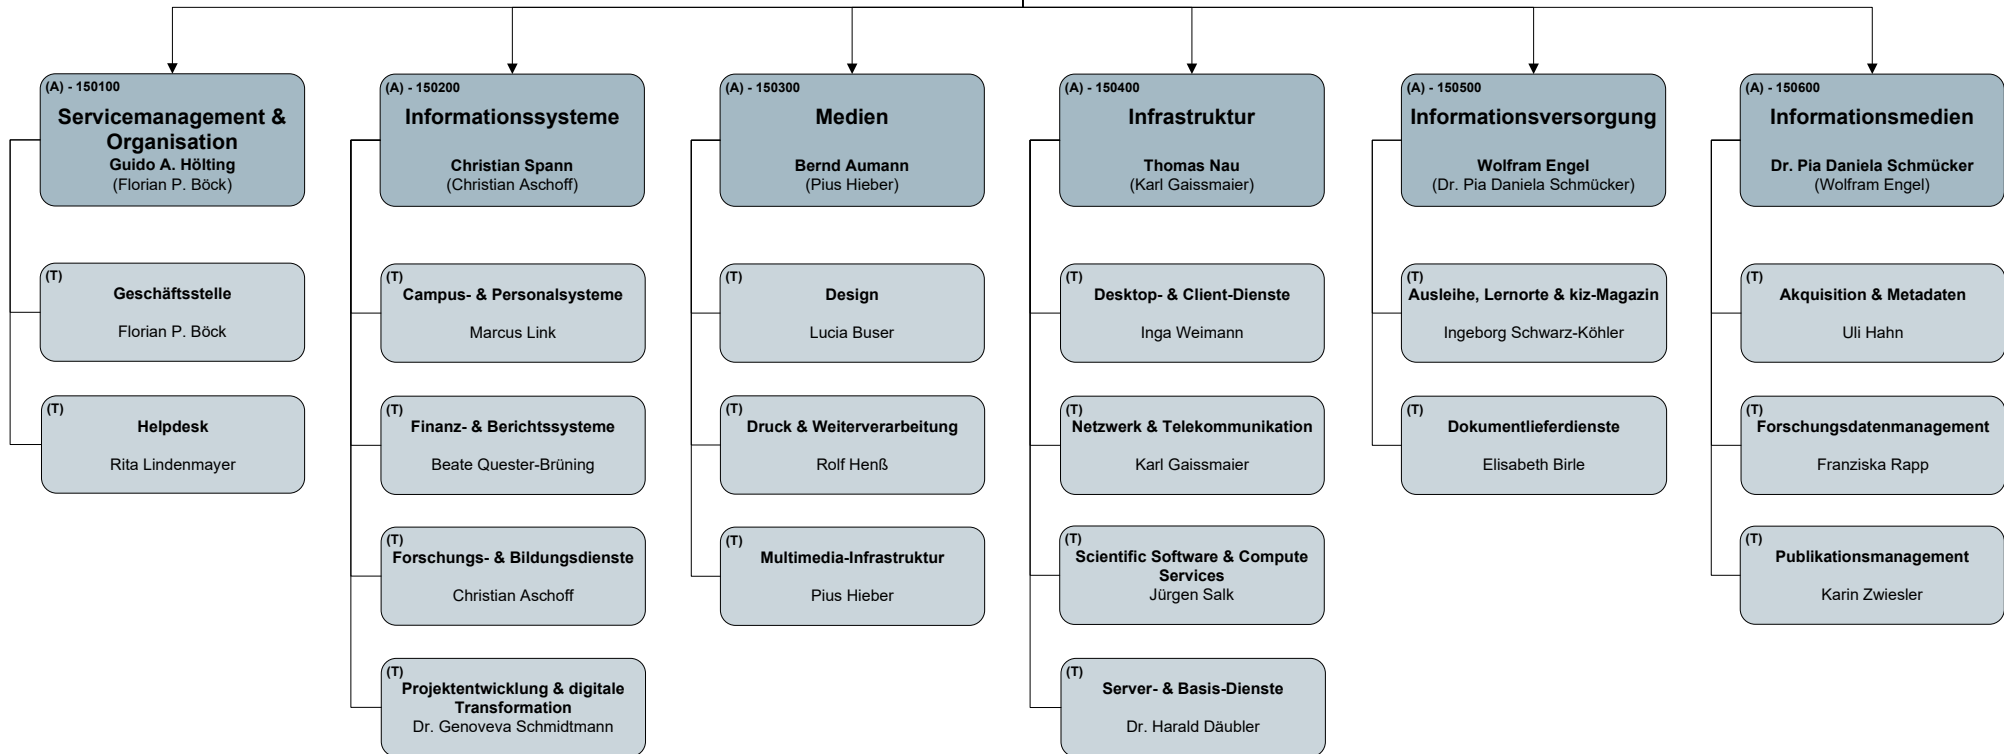 (A) - 150100
Servicemanagement &
Organisation
Guido A. Hölting
(Florian P. Böck)
(T)
Geschäftsstelle
Florian P. Böck
(T)
Helpdesk
Rita Lindenmayer
(A) - 150200
Informationssysteme
Christian Spann
(Christian Aschoff)
(T)
Campus- & Personalsysteme
Marcus Link
(T)
Finanz- & Berichtssysteme
Beate Quester-Brüning
(T)
Forschungs- & Bildungsdienste
Christian Aschoff
(T)
Projektentwicklung & digitale
Transformation
Dr. Genoveva Schmidtmann
(A) - 150300
Medien
Bernd Aumann
(Pius Hieber)
(T)
Design
Lucia Buser
(T)
Druck & Weiterverarbeitung
Rolf Henß
(T)
Multimedia-Infrastruktur
Pius Hieber
(A) - 150400
Infrastruktur
Thomas Nau
(Karl Gaissmaier)
(T)
Desktop- & Client-Dienste
Inga Weimann
(T)
Netzwerk & Telekommunikation
Karl Gaissmaier
(T)
Scientific Software & Compute
Services
Jürgen Salk
(T)
Server- & Basis-Dienste
Dr. Harald Däubler
(A) - 150500
Informationsversorgung
Wolfram Engel
(Dr. Pia Daniela Schmücker)
(T)
Ausleihe, Lernorte & kiz-Magazin
Ingeborg Schwarz-Köhler
(T)
Dokumentlieferdienste
Elisabeth Birle
(A) - 150600
Informationsmedien
Dr. Pia Daniela Schmücker
(Wolfram Engel)
(T)
Akquisition & Metadaten
Uli Hahn
(T)
Forschungsdatenmanagement
Franziska Rapp
(T)
Publikationsmanagement
Karin Zwiesler